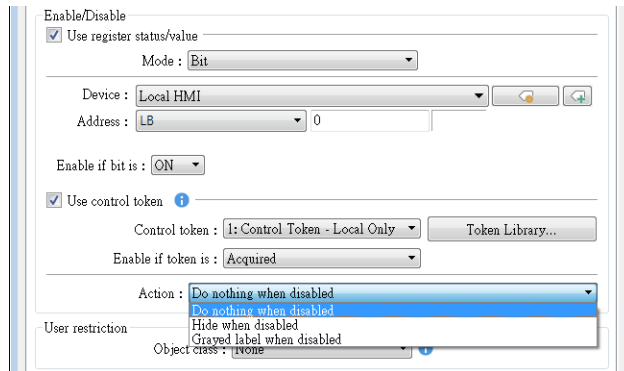 Enable/Disable
Use register status/value
Mode : Bit
Device : Local HMI
Address : LB 0
Enable if bit is : ON
Use control token
Control token : 1: Control Token - Local Only Token Library...
Enable if token is : Acquired
Action : Do nothing when disabled
Do nothing when disabled
Hide when disabled
Grayed label when disabled
User restriction
Object class : None